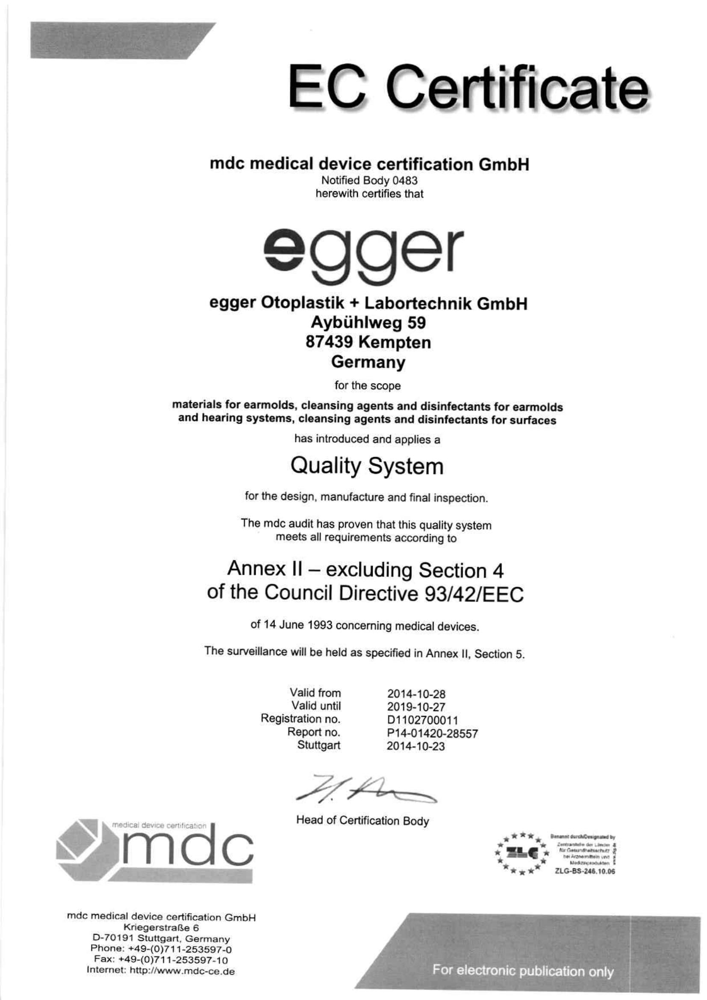 EC Certificate
mdc medical device certification GmbH
Notified Body 0483
herewith certifies that
egger
egger Otoplastik + Labortechnik GmbH
Aybühlweg 59
87439 Kempten
Germany
for the scope
materials for earmolds, cleansing agents and disinfectants for earmolds
and hearing systems, cleansing agents and disinfectants for surfaces
has introduced and applies a
Quality System
for the design, manufacture and final inspection.
The mdc audit has proven that this quality system
meets all requirements according to
Annex II – excluding Section 4
of the Council Directive 93/42/EEC
of 14 June 1993 concerning medical devices.
The surveillance will be held as specified in Annex II, Section 5.
Valid from 2014-10-28
Valid until 2019-10-27
Registration no. D1102700011
Report no. P14-01420-28557
Stuttgart 2014-10-23
Head of Certification Body
medical device certification
mdc
ZLG
Benannt durch/Designated by
Zentralstelle der Länder
für Gesundheitsschutz
bei Arzneimitteln und
Medizinprodukten
ZLG-BS-246.10.06
mdc medical device certification GmbH
Kriegerstraße 6
D-70191 Stuttgart, Germany
Phone: +49-(0)711-253597-0
Fax: +49-(0)711-253597-10
Internet: http://www.mdc-ce.de
For electronic publication only